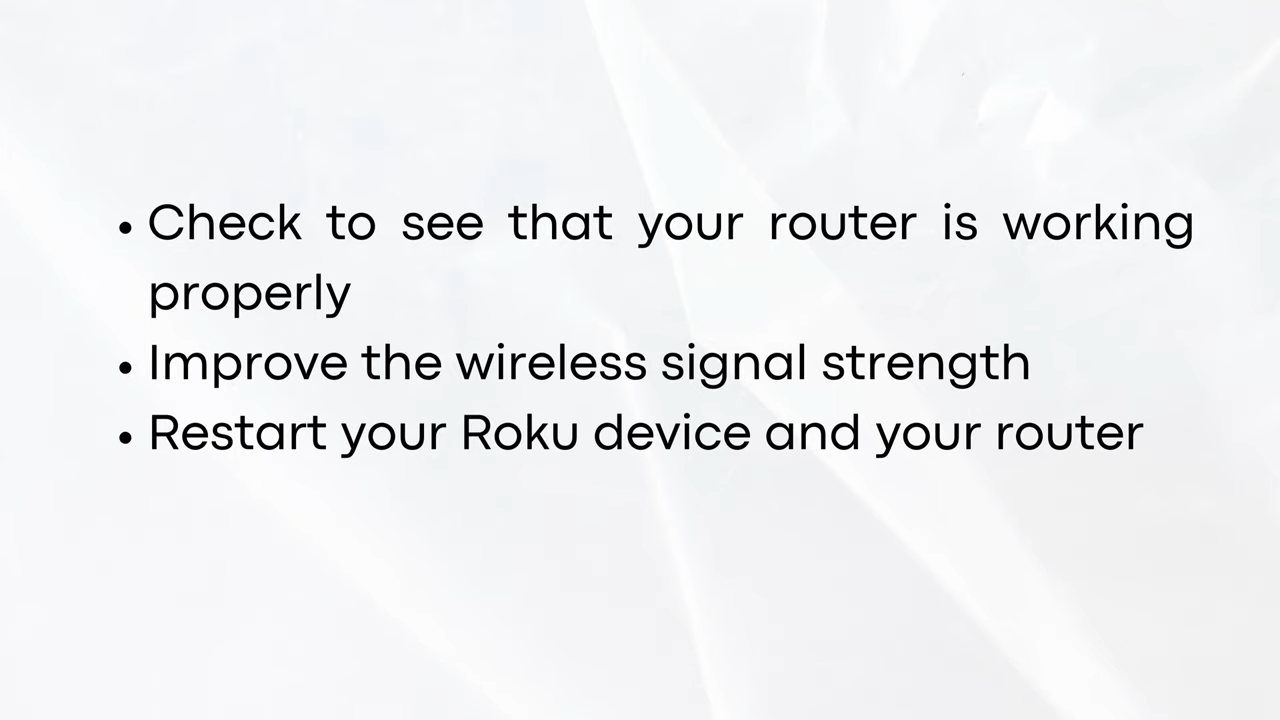 • Check to see that your router is working
properly
• Improve the wireless signal strength
• Restart your Roku device and your router